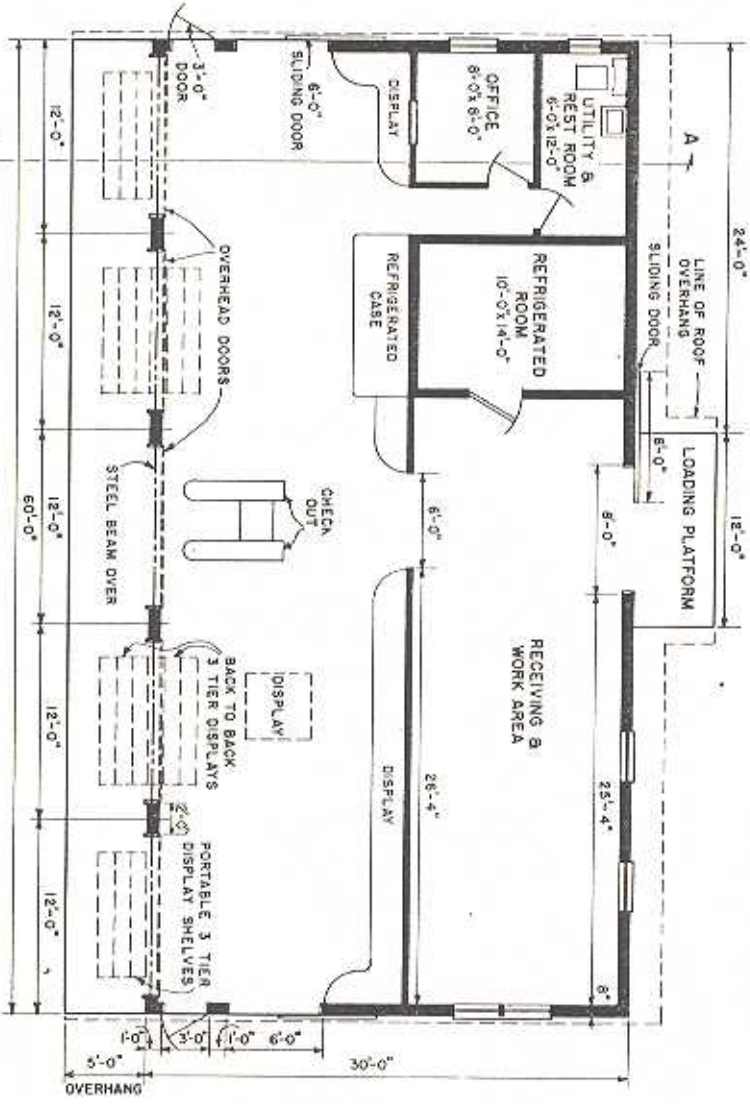 24'-0"
12'-0"
A
LINE OF ROOF
OVERHANG
SLIDING DOOR
8'-0"
LOADING PLATFORM
UTILITY &
REST ROOM
6'-0"x 12'-0"
OFFICE
8'-0"x 8'-0"
REFRIGERATED
ROOM
10'-0"x 14'-0"
8'-0"
25'-4"
8"
RECEIVING &
WORK AREA
6'-0"
26'-4"
DISPLAY
REFRIGERATED
CASE
DISPLAY
6'-0"
SLIDING DOOR
3'-0"
DOOR
OVERHEAD DOORS
CHECK
OUT
DISPLAY
BACK TO BACK
3 TIER DISPLAYS
PORTABLE 3 TIER
DISPLAY SHELVES
2'-0"
STEEL BEAM OVER
12'-0"
12'-0"
12'-0"
12'-0"
12'-0"
60'-0"
30'-0"
6'-0"
1'-0"
3'-0"
1'-0"
5'-0"
OVERHANG